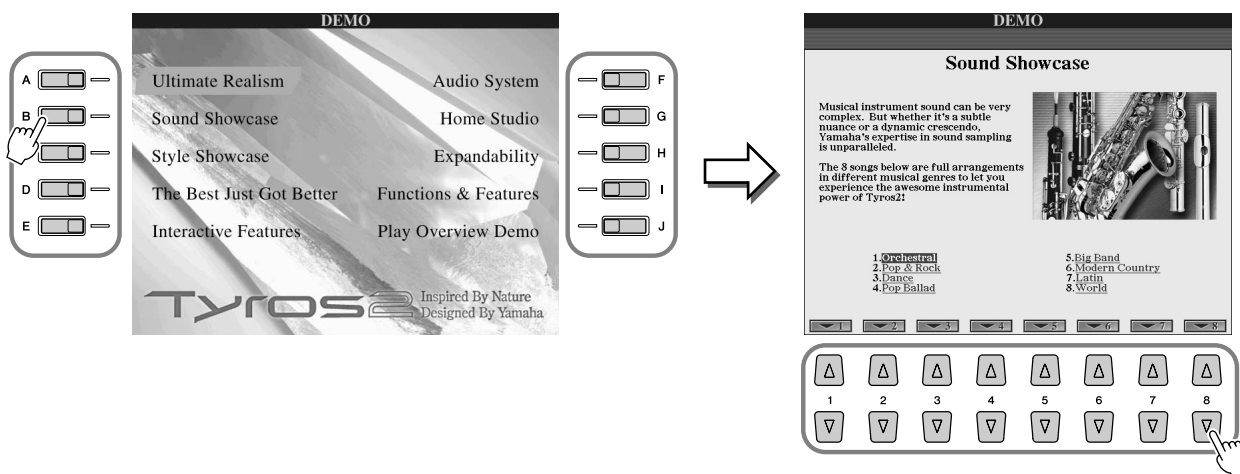 DEMO
A
B
D
E
Ultimate Realism
Sound Showcase
Style Showcase
The Best Just Got Better
Interactive Features
Audio System
Home Studio
Expandability
Functions & Features
Play Overview Demo
F
G
H
I
J
Tyros2
Inspired By Nature
Designed By Yamaha
DEMO
Sound Showcase
Musical instrument sound can be very
complex. But whether it's a subtle
nuance or a dynamic crescendo,
Yamaha's expertise in sound sampling
is unparalleled.
The 8 songs below are full arrangements
in different musical genres to let you
experience the awesome instrumental
power of Tyros2!
1.Orchestral
2.Pop & Rock
3.Dance
4.Pop Ballad
5.Big Band
6.Modern Country
7.Latin
8.World
1 2 3 4 5 6 7 8
1 2 3 4 5 6 7 8